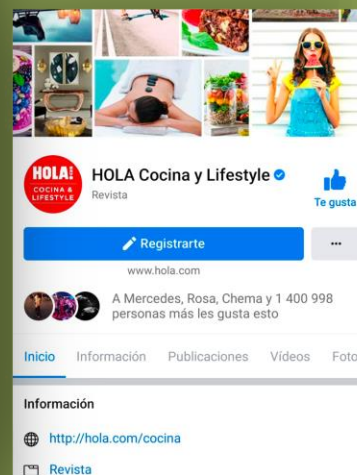 HOLA!
COCINA &
LIFESTYLE
HOLA Cocina y Lifestyle
Revista
Te gusta
Registrarte
...
www.hola.com
A Mercedes, Rosa, Chema y 1 400 998
personas más les gusta esto
Inicio Información Publicaciones Vídeos Foto
Información
http://hola.com/cocina
Revista